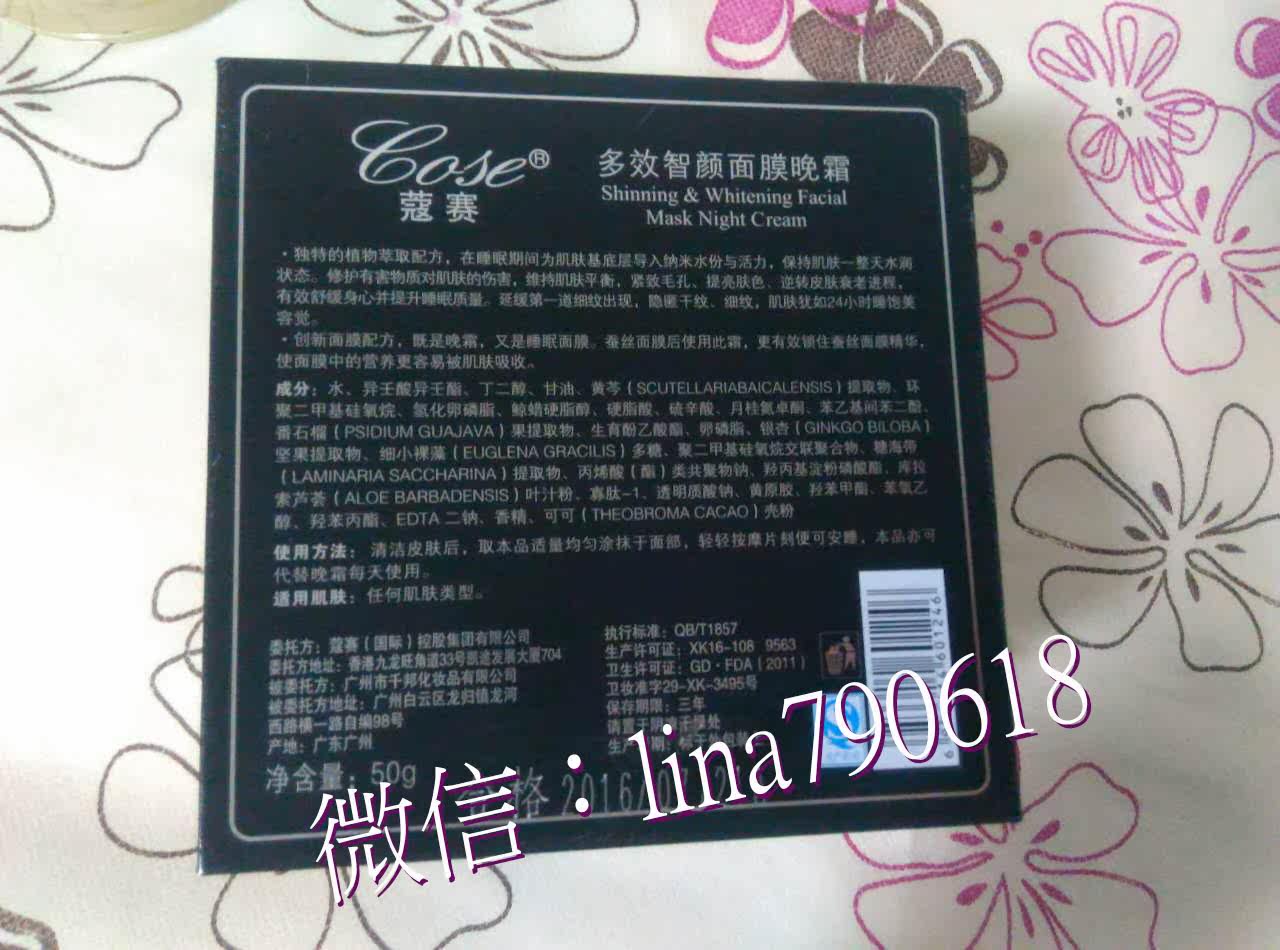 Cose®
蔻赛
多效智颜面膜晚霜
Shinning & Whitening Facial
Mask Night Cream
·独特的植物萃取配方，在睡眠期间为肌肤基底层导入纳米水份与活力，保持肌肤一整天水润
状态。修护有害物质对肌肤的伤害，维持肌肤平衡，紧致毛孔、提亮肤色、逆转皮肤衰老进程，
有效舒缓身心并提升睡眠质量。延缓第一道细纹出现，隐匿干纹、细纹，肌肤犹如24小时睡饱美
容觉。
·创新面膜配方，既是晚霜，又是睡眠面膜。蚕丝面膜后使用此霜，更有效锁住蚕丝面膜精华，
使面膜中的营养更容易被肌肤吸收。
成分：水、异壬酸异壬酯、丁二醇、甘油、黄芩（SCUTELLARIABAICALENSIS）提取物、环
聚二甲基硅氧烷、氢化卵磷脂、鲸蜡硬脂醇、硬脂酸、硫辛酸、月桂氮卓酮、苯乙基间苯二酚、
番石榴（PSIDIUM GUAJAVA）果提取物、生育酚乙酸酯、卵磷脂、银杏（GINKGO BILOBA）
坚果提取物、细小裸藻（EUGLENA GRACILIS）多糖、聚二甲基硅氧烷交联聚合物、糖海带
（LAMINARIA SACCHARINA）提取物、丙烯酸（酯）类共聚物钠、羟丙基淀粉磷酸酯、库拉
索芦荟（ALOE BARBADENSIS）叶汁粉、寡肽-1、透明质酸钠、黄原胶、羟苯甲酯、苯氧乙
醇、羟苯丙酯、EDTA 二钠、香精、可可（THEOBROMA CACAO）壳粉
使用方法：清洁皮肤后，取本品适量均匀涂抹于面部，轻轻按摩片刻便可安睡，本品亦可
代替晚霜每天使用。
适用肌肤：任何肌肤类型。
委托方：蔻赛（国际）控股集团有限公司
委托方地址：香港九龙旺角道33号凯途发展大厦704
被委托方：广州市千邦化妆品有限公司
被委托方地址：广州白云区龙归镇龙河
西路横一路自编98号
产地：广东广州
净含量：50g
执行标准：QB/T1857
生产许可证：XK16-108 9563
卫生许可证：GD·FDA（2011）
卫妆准字29-XK-3495号
保存期限：三年
请置于阴凉干燥处
合格 2016/0
601246
微信：lina790618